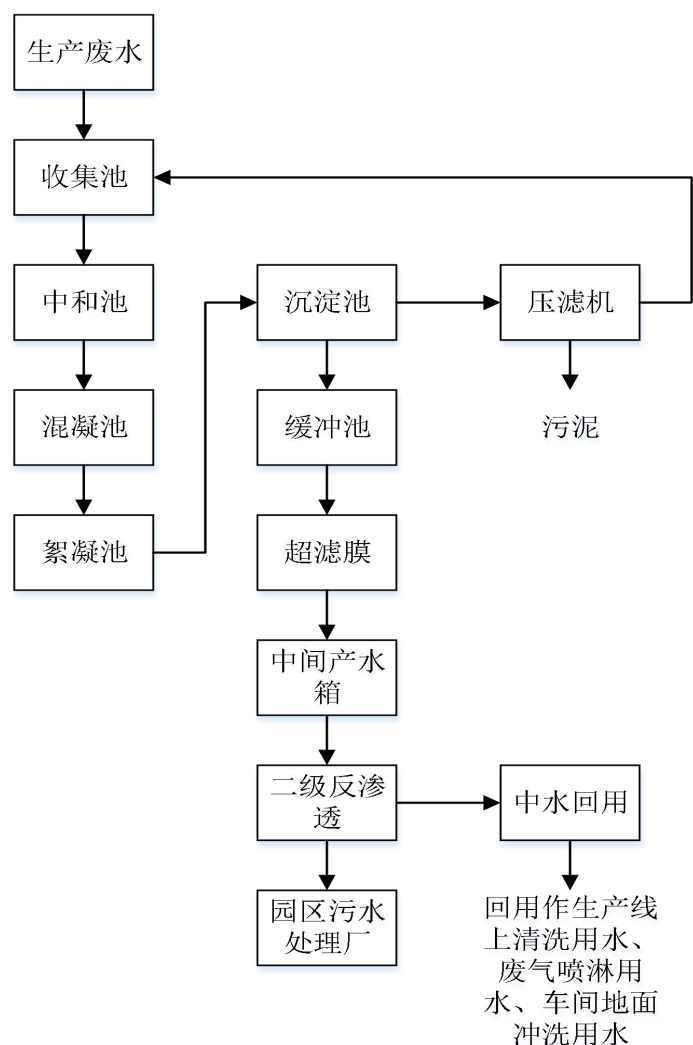 生产废水
收集池
中和池
沉淀池
压滤机
混凝池
缓冲池
污泥
絮凝池
超滤膜
中间产水
箱
二级反渗
透
中水回用
园区污水
处理厂
回用作生产线
上清洗用水、
废气喷淋用
水、车间地面
冲洗用水